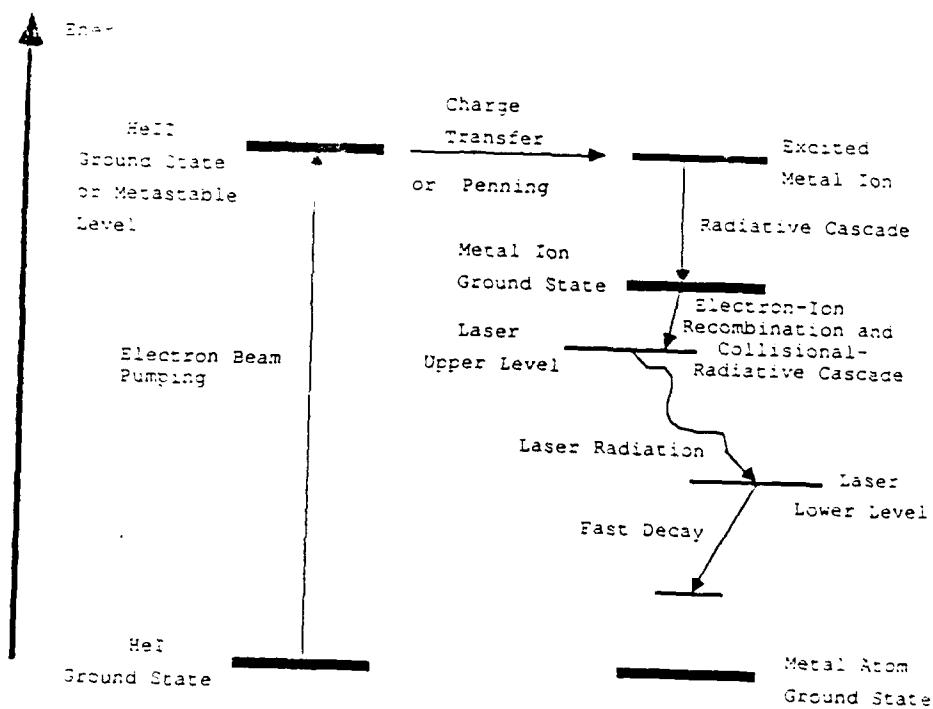 HeII
Ground State
or Metastable
Level
Charge
Transfer
or Penning
Excited
Metal Ion
Radiative Cascade
Metal Ion
Ground State
Electron-Ion
Recombination and
Collisional-
Radiative Cascade
Laser
Upper Level
Electron Beam
Pumping
Laser Radiation
Laser
Lower Level
Fast Decay
HeI
Ground State
Metal Atom
Ground State